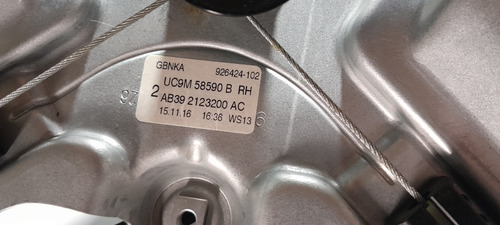 GBNKA 926424-102
UC9M 58590 B RH
2
AB39 2123200 AC
15.11.16 16:36 WS13